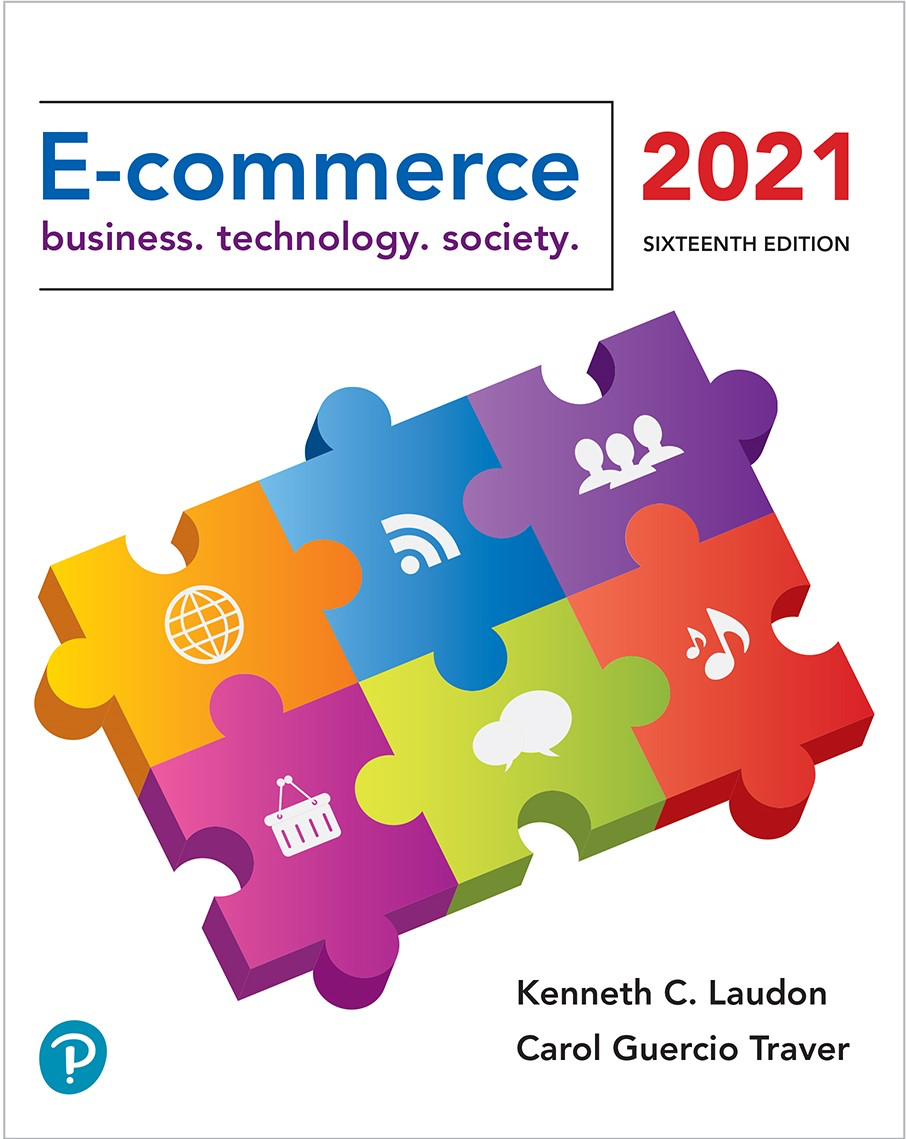 E-commerce
business. technology. society.
2021
SIXTEENTH EDITION
Kenneth C. Laudon
Carol Guercio Traver
P